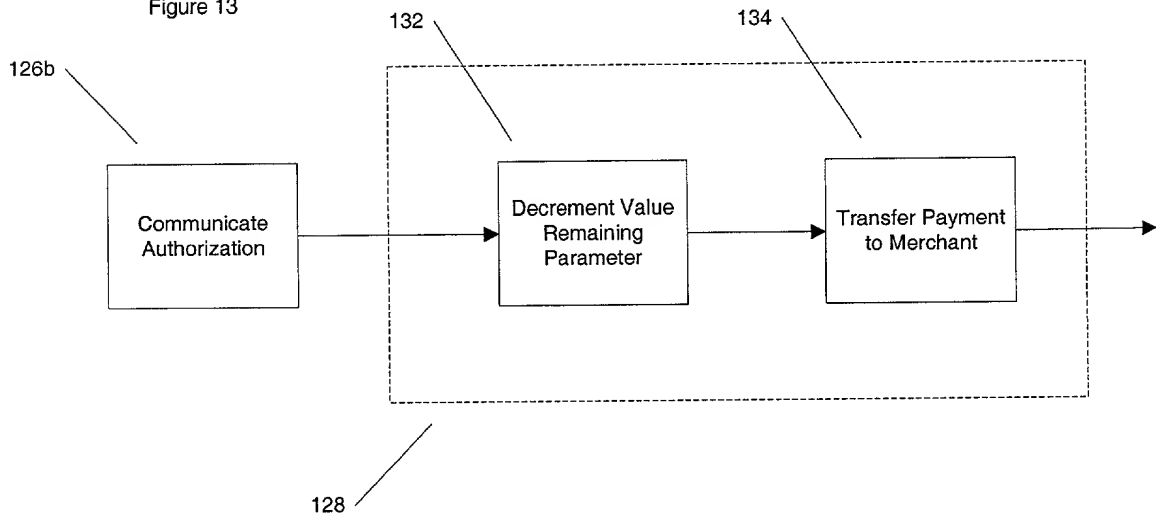 Figure 13
132
134
126b
Communicate
Authorization
Decrement Value
Remaining
Parameter
Transfer Payment
to Merchant
128